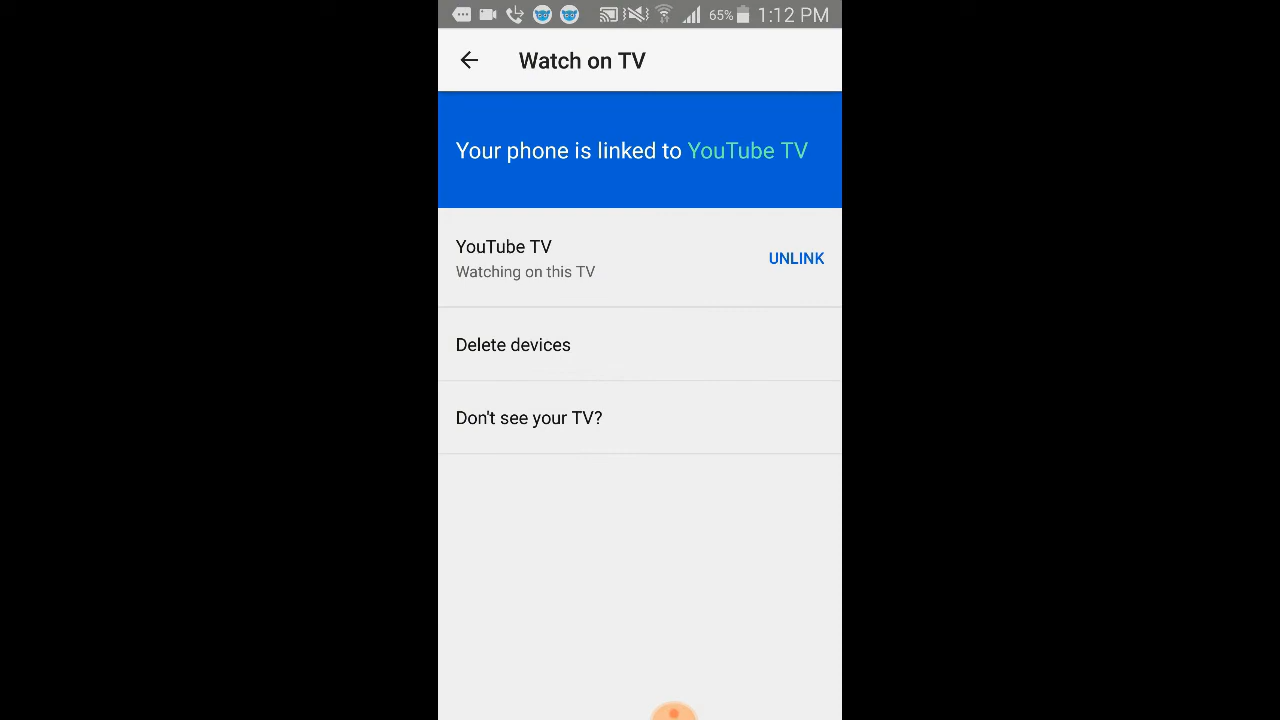 65% 1:12 PM
Watch on TV
Your phone is linked to YouTube TV
YouTube TV
Watching on this TV
UNLINK
Delete devices
Don't see your TV?